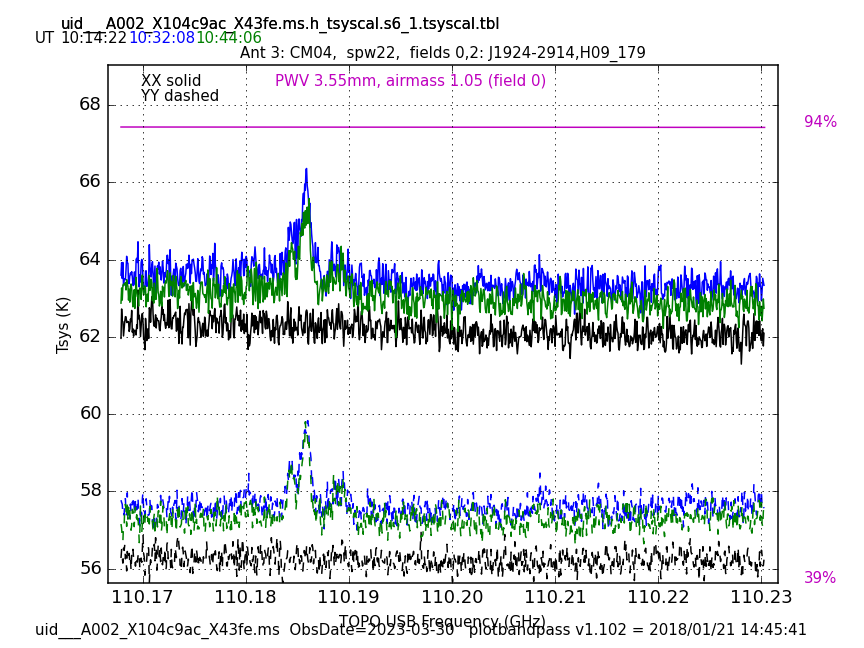 uid___A002_X104c9ac_X43fe.ms.h_tsyscal.s6_1.tsyscal.tbl
UT 10:14:22 10:32:08 10:44:06
Ant 3: CM04, spw22, fields 0,2: J1924-2914,H09_179
XX solid
PWV 3.55mm, airmass 1.05 (field 0)
YY dashed
68
94%
66
64
62
Tsys (K)
60
58
56
39%
110.17 110.18 110.19 110.20 110.21 110.22 110.23
TOPO USB Frequency (GHz)
uid___A002_X104c9ac_X43fe.ms ObsDate=2023-03-30 plotbandpass v1.102 = 2018/01/21 14:45:41